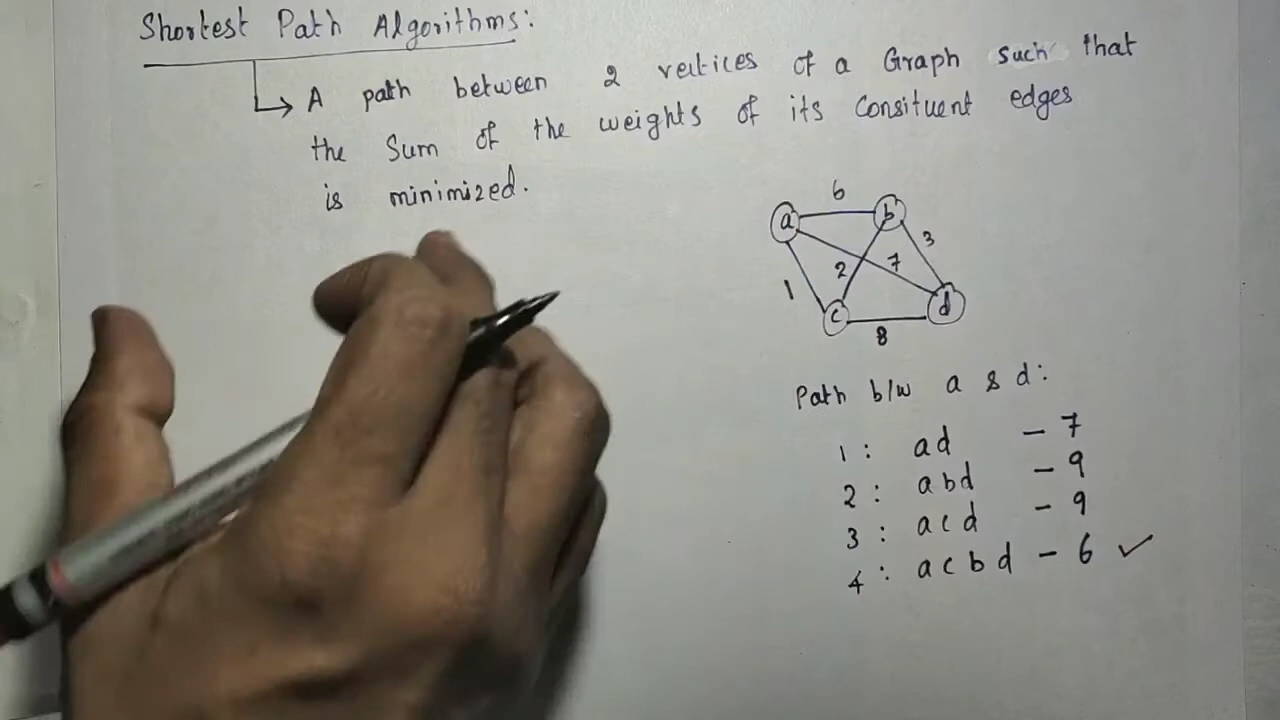 Shortest Path Algorithms:
A path between 2 vertices of a Graph such that
the Sum of the weights of its Consituent edges
is minimized.
6
a
b
3
2
7
1
c
d
8
Path b/w a & d:
1: ad - 7
2: abd - 9
3: acd - 9
4: acbd - 6 ✓